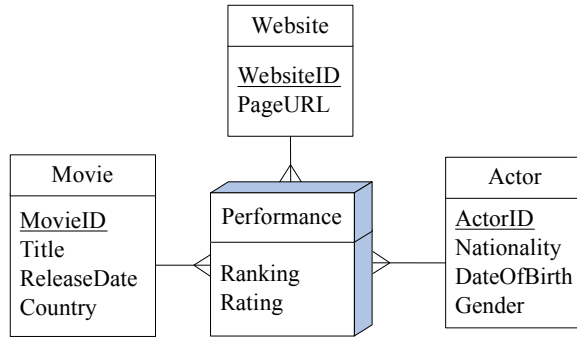 Website
WebsiteID
PageURL
Movie
MovieID
Title
ReleaseDate
Country
Performance
Ranking
Rating
Actor
ActorID
Nationality
DateOfBirth
Gender